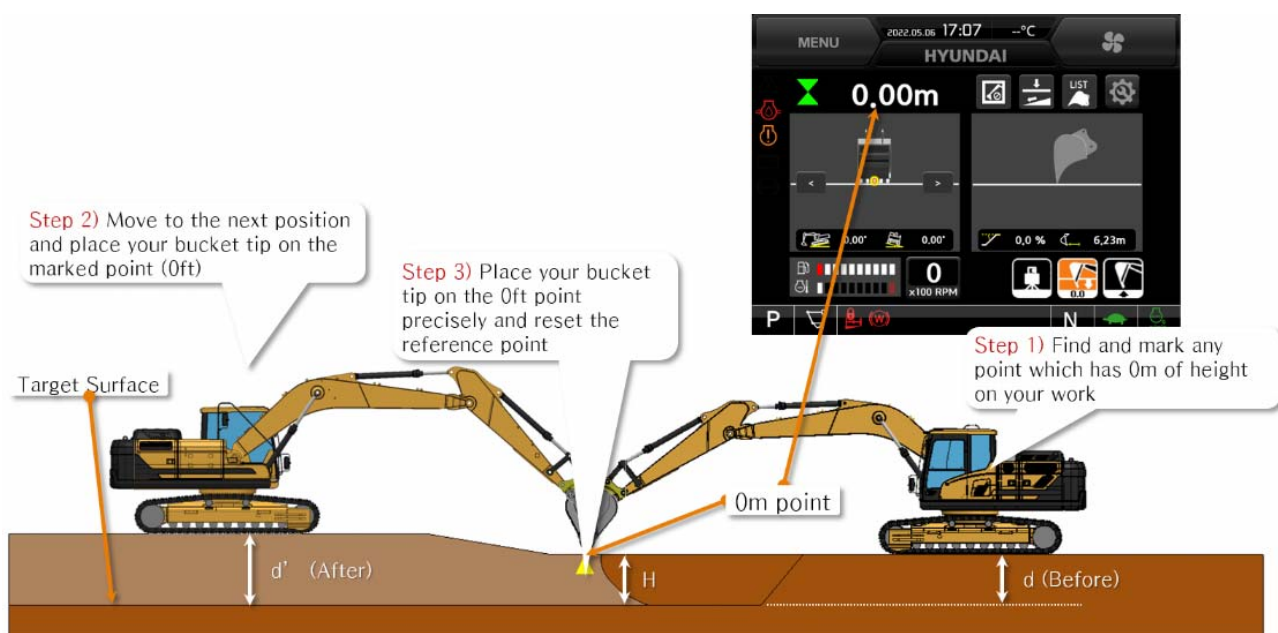 MENU
2022.05.06 17:07 --°C
HYUNDAI
0.00m
LIST
<
>
0.00°
0.00°
0,0 %
6,23m
0
x100 RPM
0.0
P
(W)
N
Step 2) Move to the next position
and place your bucket tip on the
marked point (0ft)
Step 3) Place your bucket
tip on the 0ft point
precisely and reset the
reference point
Step 1) Find and mark any
point which has 0m of height
on your work
Target Surface
0m point
d' (After)
H
d (Before)